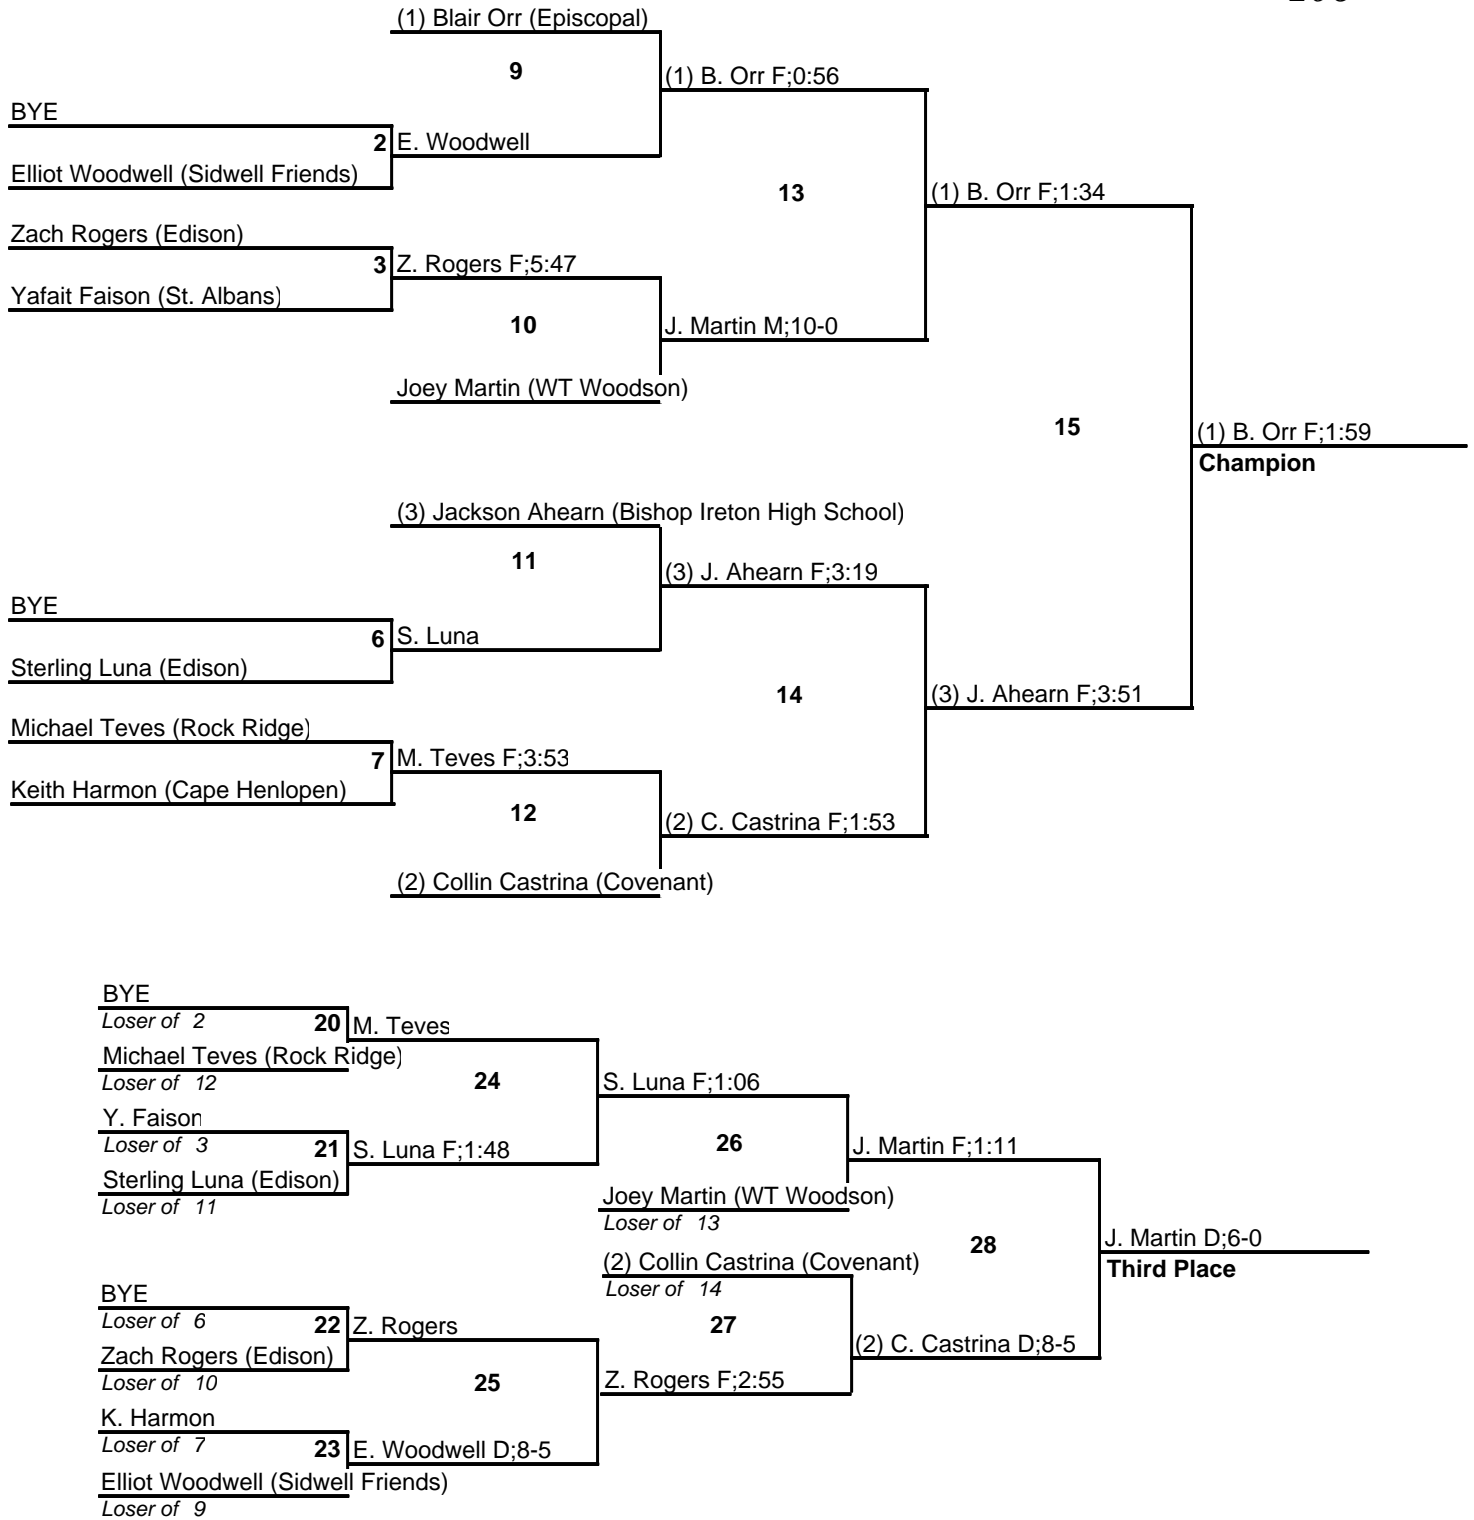 (1) Blair Orr (Episcopal)
9
(1) B. Orr F;0:56
BYE
2 E. Woodwell
Elliot Woodwell (Sidwell Friends)
13
(1) B. Orr F;1:34
Zach Rogers (Edison)
3 Z. Rogers F;5:47
Yafait Faison (St. Albans)
10
J. Martin M;10-0
Joey Martin (WT Woodson)
15
(1) B. Orr F;1:59
Champion
(3) Jackson Ahearn (Bishop Ireton High School)
11
(3) J. Ahearn F;3:19
BYE
6 S. Luna
Sterling Luna (Edison)
14
(3) J. Ahearn F;3:51
Michael Teves (Rock Ridge)
7 M. Teves F;3:53
Keith Harmon (Cape Henlopen)
12
(2) C. Castrina F;1:53
(2) Collin Castrina (Covenant)
BYE
Loser of 2
20 M. Teves
Michael Teves (Rock Ridge)
Loser of 12
24
S. Luna F;1:06
Y. Faison
Loser of 3
21 S. Luna F;1:48
Sterling Luna (Edison)
Loser of 11
26
J. Martin F;1:11
Joey Martin (WT Woodson)
Loser of 13
28
J. Martin D;6-0
Third Place
(2) Collin Castrina (Covenant)
Loser of 14
BYE
Loser of 6
22 Z. Rogers
27
(2) C. Castrina D;8-5
Zach Rogers (Edison)
Loser of 10
25
Z. Rogers F;2:55
K. Harmon
Loser of 7
23 E. Woodwell D;8-5
Elliot Woodwell (Sidwell Friends)
Loser of 9